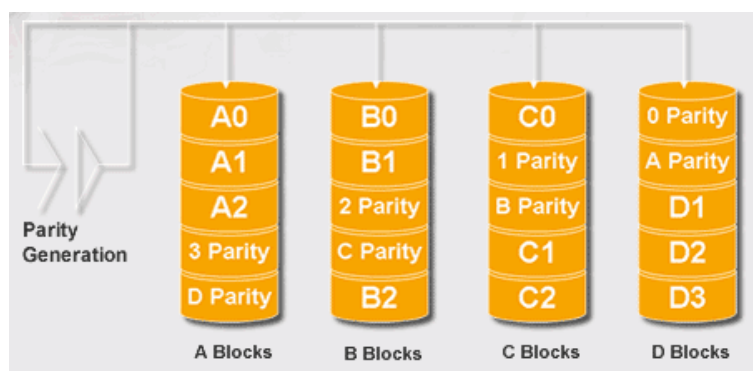 A0 B0 C0 0 Parity
A1 B1 1 Parity A Parity
A2 2 Parity B Parity D1
3 Parity C Parity C1 D2
D Parity B2 C2 D3
Parity
Generation
A Blocks B Blocks C Blocks D Blocks